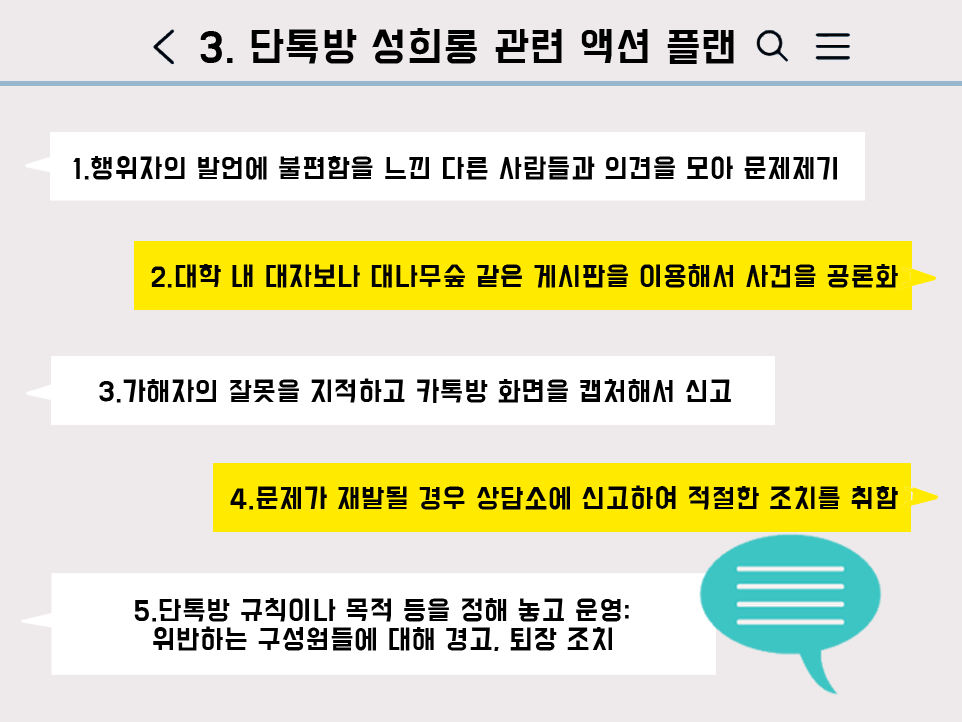 3. 단톡방 성희롱 관련 액션 플랜
1.행위자의 발언에 불편함을 느낀 다른 사람들과 의견을 모아 문제제기
2.대학 내 대자보나 대나무숲 같은 게시판을 이용해서 사건을 공론화
3.가해자의 잘못을 지적하고 카톡방 화면을 캡처해서 신고
4.문제가 재발될 경우 상담소에 신고하여 적절한 조치를 취함
5.단톡방 규칙이나 목적 등을 정해 놓고 운영:
위반하는 구성원들에 대해 경고, 퇴장 조치